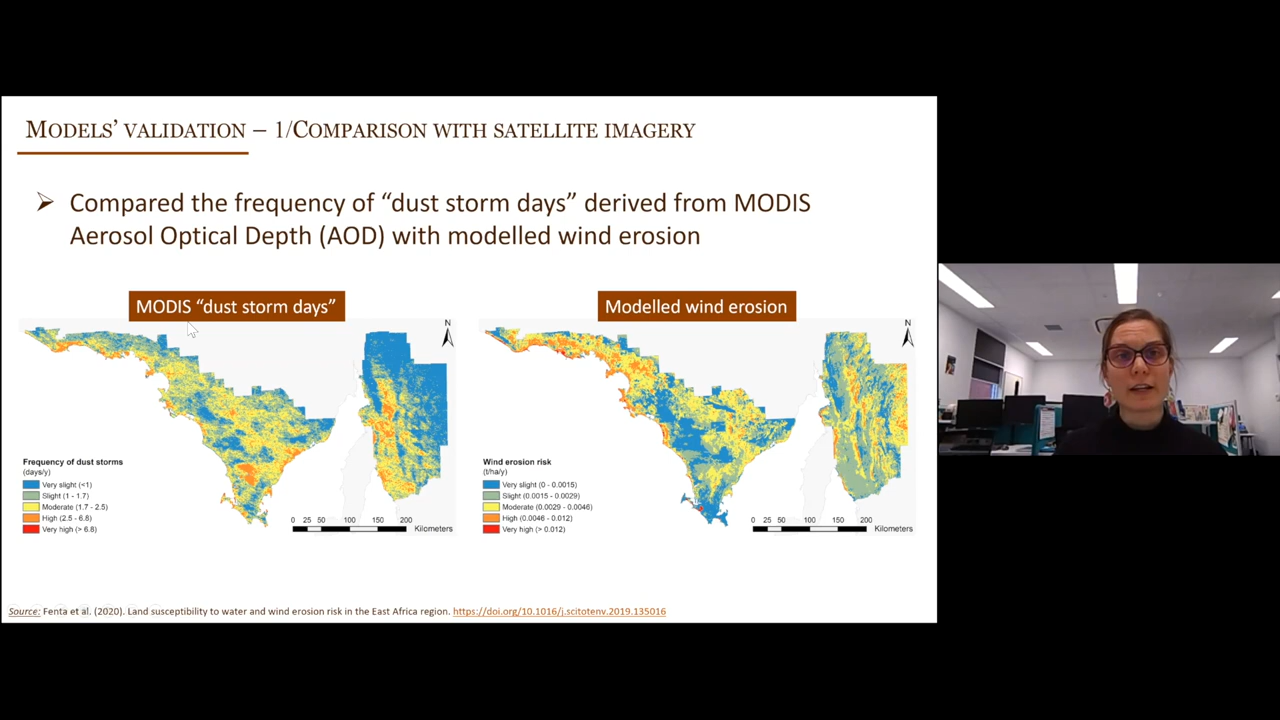 MODELS' VALIDATION – 1/COMPARISON WITH SATELLITE IMAGERY
➢ Compared the frequency of “dust storm days” derived from MODIS
Aerosol Optical Depth (AOD) with modelled wind erosion
MODIS “dust storm days”
N
Frequency of dust storms
(days/y)
Very slight (<1)
Slight (1 - 1.7)
Moderate (1.7 - 2.5)
High (2.5 - 6.8)
Very high (> 6.8)
0 25 50 100 150 200
Kilometers
Modelled wind erosion
N
Wind erosion risk
(t/ha/y)
Very slight (0 - 0.0015)
Slight (0.0015 - 0.0029)
Moderate (0.0029 - 0.0046)
High (0.0046 - 0.012)
Very high (> 0.012)
0 25 50 100 150 200
Kilometers
Source: Fenta et al. (2020). Land susceptibility to water and wind erosion risk in the East Africa region. https://doi.org/10.1016/j.scitotenv.2019.135016